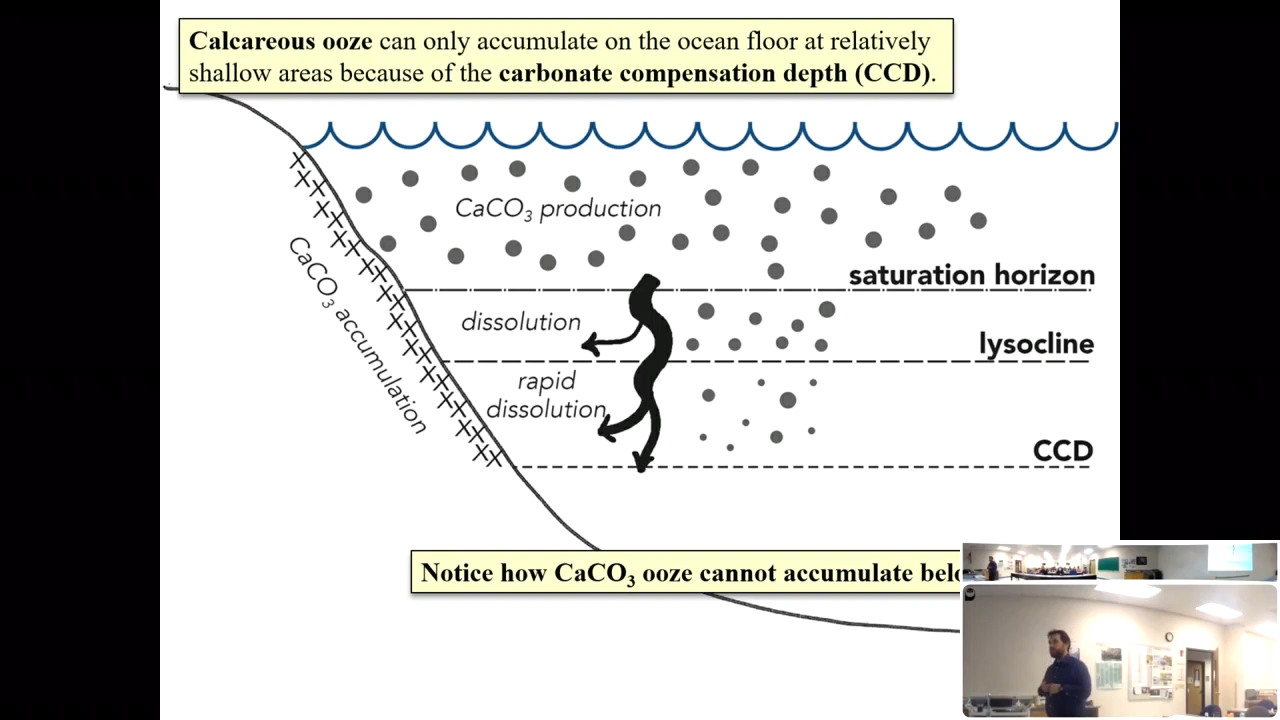 Calcareous ooze can only accumulate on the ocean floor at relatively
shallow areas because of the carbonate compensation depth (CCD).
CaCO₃ production
saturation horizon
CaCO₃ accumulation
dissolution
lysocline
rapid
dissolution
CCD
Notice how CaCO₃ ooze cannot accumulate